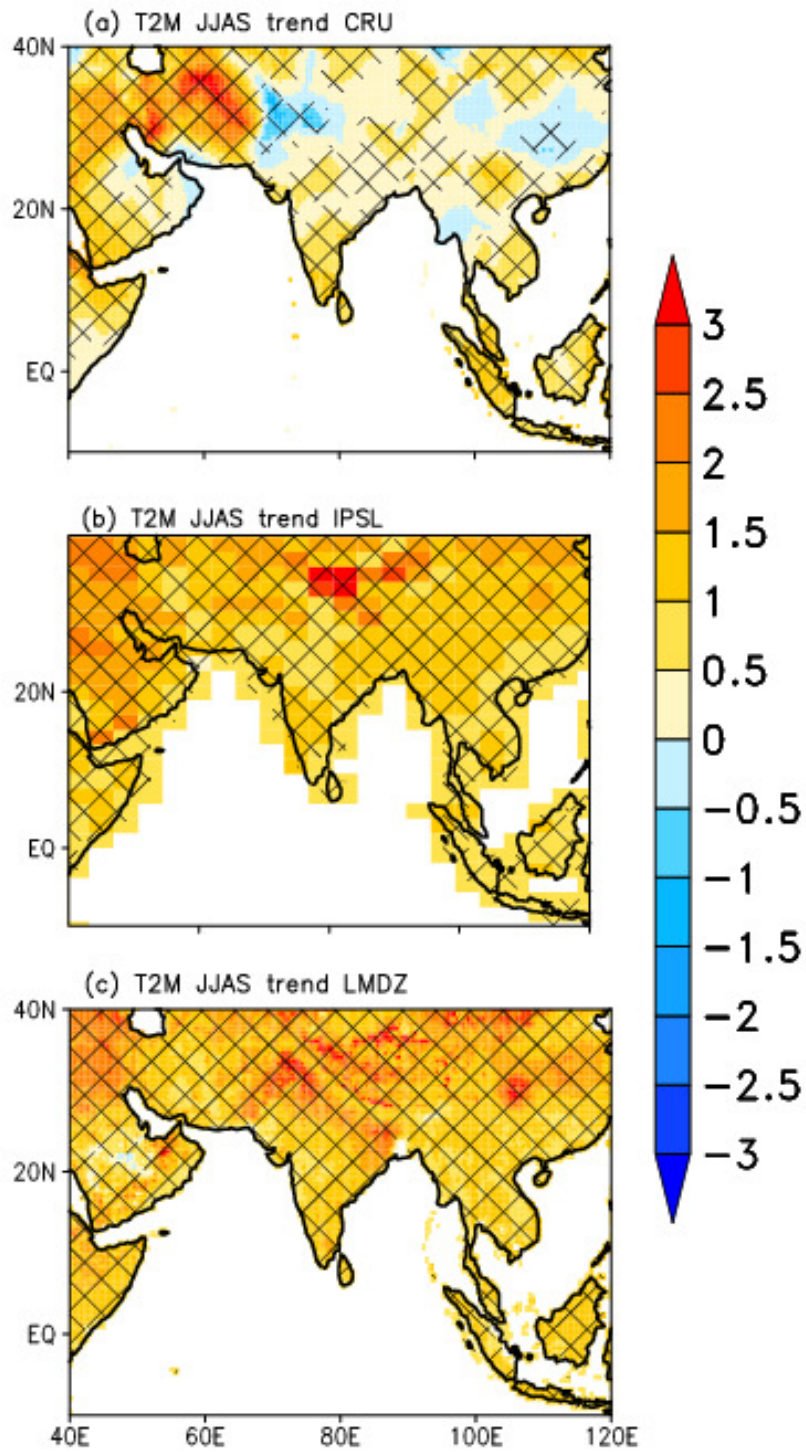 (a) T2M JJAS trend CRU
40N
20N
EQ
(b) T2M JJAS trend IPSL
20N
EQ
(c) T2M JJAS trend LMDZ
40N
20N
EQ
40E 60E 80E 100E 120E
3
2.5
2
1.5
1
0.5
0
-0.5
-1
-1.5
-2
-2.5
-3